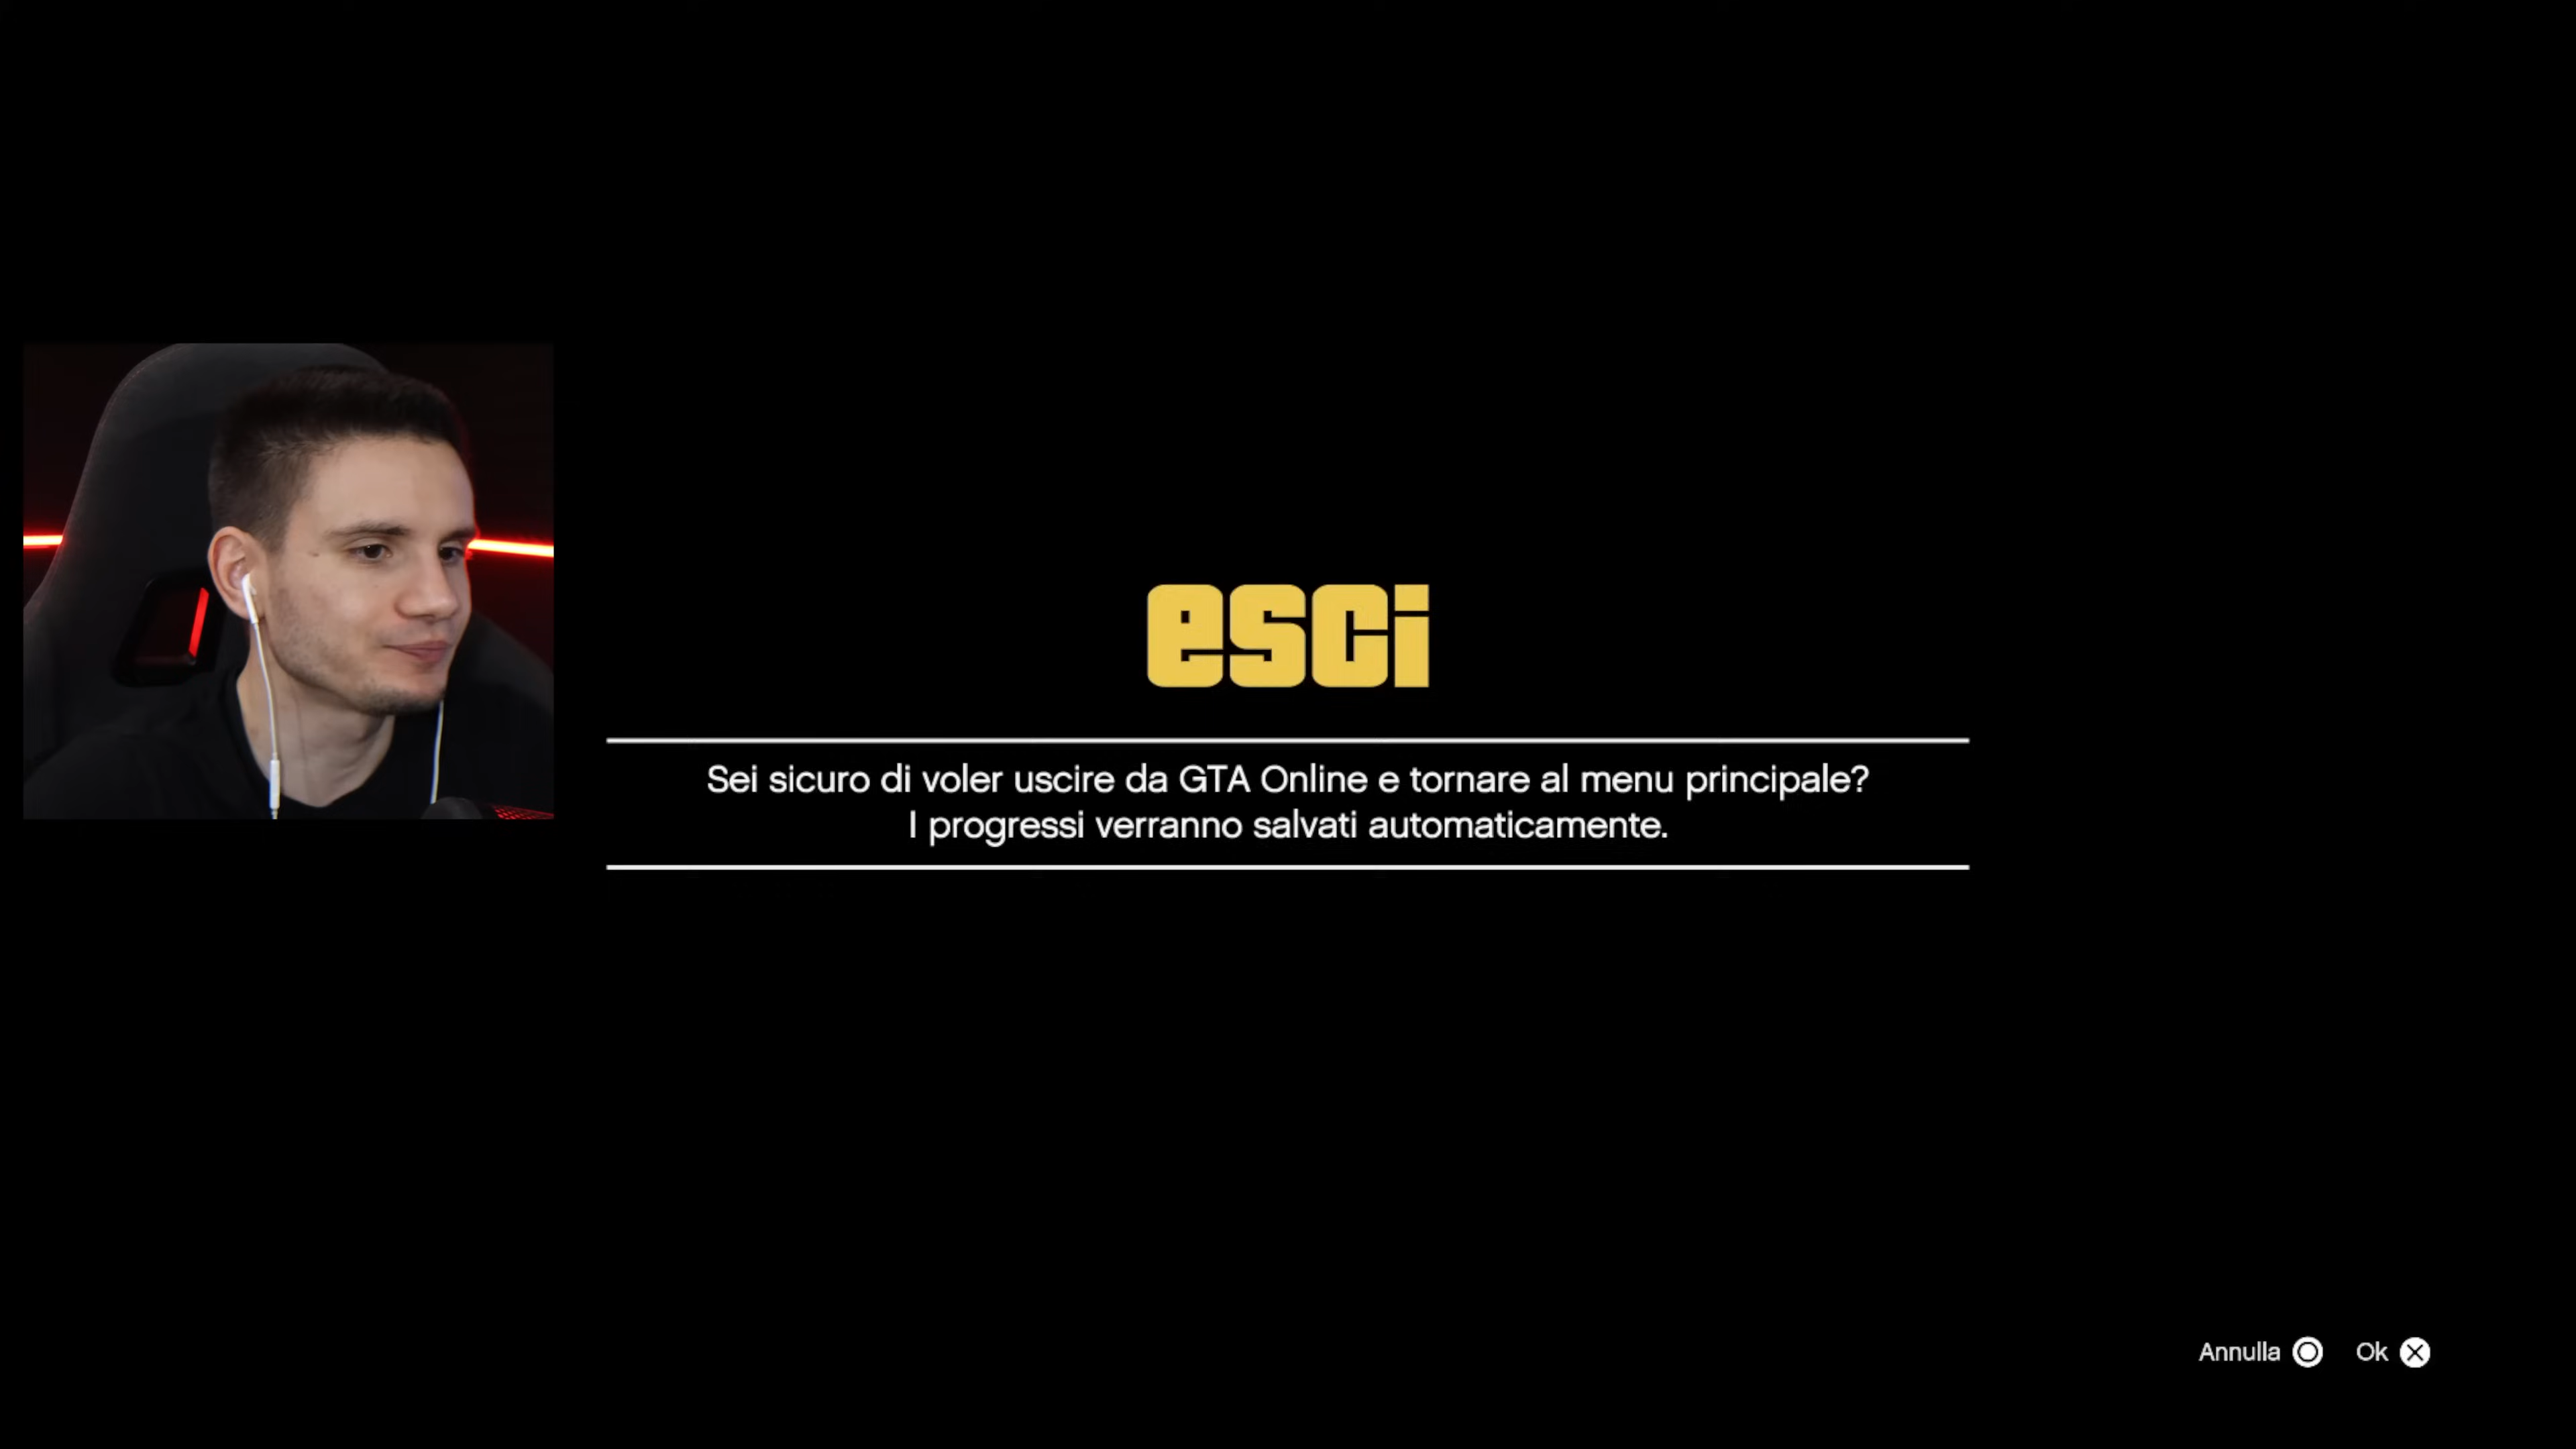 esci
Sei sicuro di voler uscire da GTA Online e tornare al menu principale?
I progressi verranno salvati automaticamente.
Annulla Ok